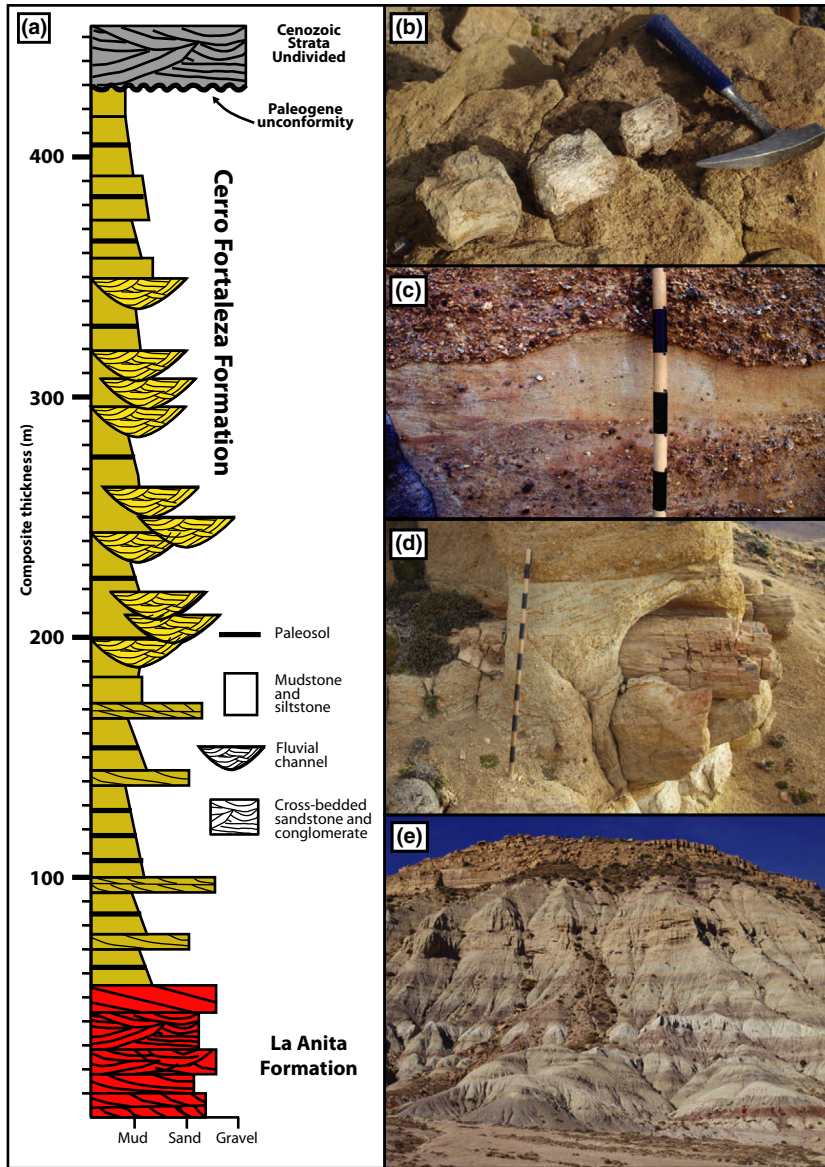 (a)
Cenozoic
Strata
Undivided
Paleogene
unconformity
400
300
200
100
Composite thickness (m)
Cerro Fortaleza Formation
Paleosol
Mudstone
and
siltstone
Fluvial
channel
Cross-bedded
sandstone and
conglomerate
La Anita
Formation
Mud
Sand
Gravel
(b)
(c)
(d)
(e)